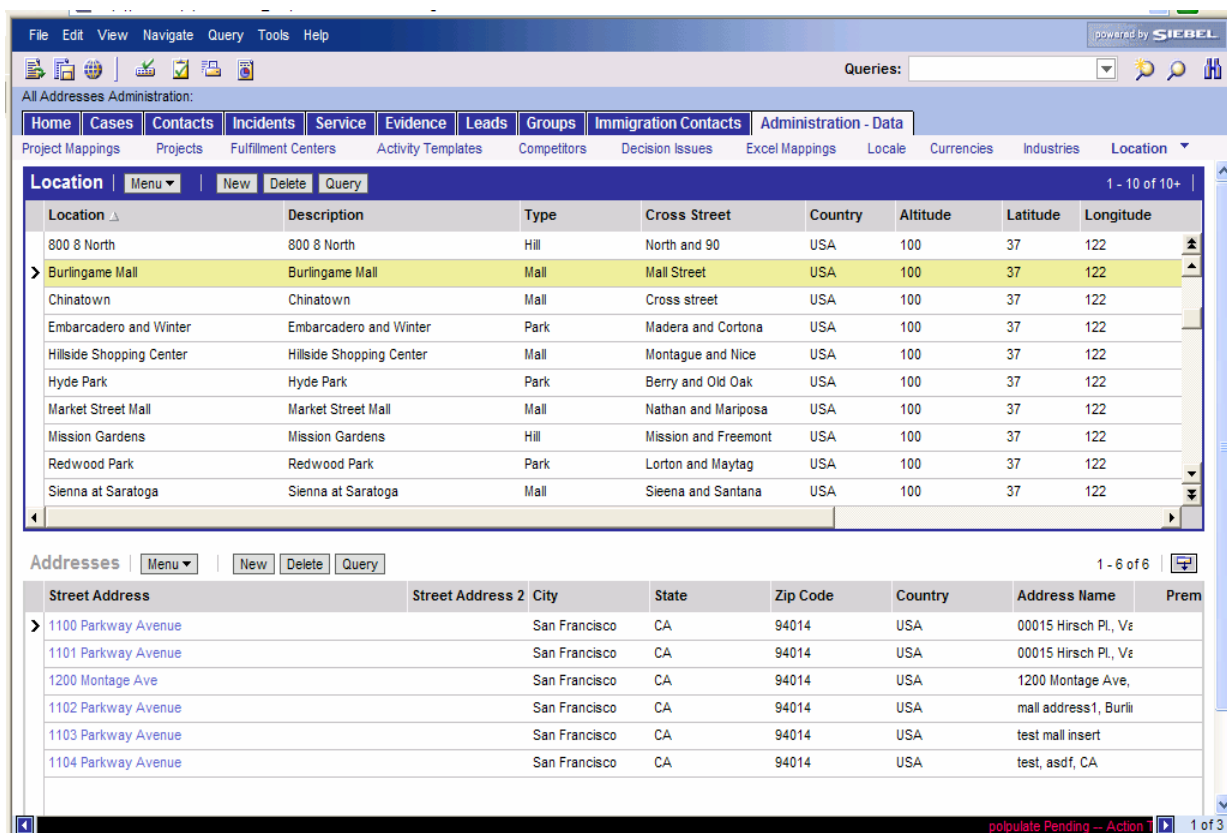 File Edit View Navigate Query Tools Help powered by SIEBEL
Queries:
All Addresses Administration:
Home Cases Contacts Incidents Service Evidence Leads Groups Immigration Contacts Administration - Data
Project Mappings Projects Fulfillment Centers Activity Templates Competitors Decision Issues Excel Mappings Locale Currencies Industries Location
Location Menu New Delete Query 1 - 10 of 10+
Location Description Type Cross Street Country Altitude Latitude Longitude
800 8 North 800 8 North Hill North and 90 USA 100 37 122
Burlingame Mall Burlingame Mall Mall Mall Street USA 100 37 122
Chinatown Chinatown Mall Cross street USA 100 37 122
Embarcadero and Winter Embarcadero and Winter Park Madera and Cortona USA 100 37 122
Hillside Shopping Center Hillside Shopping Center Mall Montague and Nice USA 100 37 122
Hyde Park Hyde Park Park Berry and Old Oak USA 100 37 122
Market Street Mall Market Street Mall Mall Nathan and Mariposa USA 100 37 122
Mission Gardens Mission Gardens Hill Mission and Freemont USA 100 37 122
Redwood Park Redwood Park Park Lorton and Maytag USA 100 37 122
Sienna at Saratoga Sienna at Saratoga Mall Sieena and Santana USA 100 37 122
Addresses Menu New Delete Query 1 - 6 of 6
Street Address Street Address 2 City State Zip Code Country Address Name Prem
1100 Parkway Avenue San Francisco CA 94014 USA 00015 Hirsch Pl., Va
1101 Parkway Avenue San Francisco CA 94014 USA 00015 Hirsch Pl., Va
1200 Montage Ave San Francisco CA 94014 USA 1200 Montage Ave,
1102 Parkway Avenue San Francisco CA 94014 USA mall address1, Burli
1103 Parkway Avenue San Francisco CA 94014 USA test mall insert
1104 Parkway Avenue San Francisco CA 94014 USA test, asdf, CA
polpulate Pending -- Action T 1 of 3